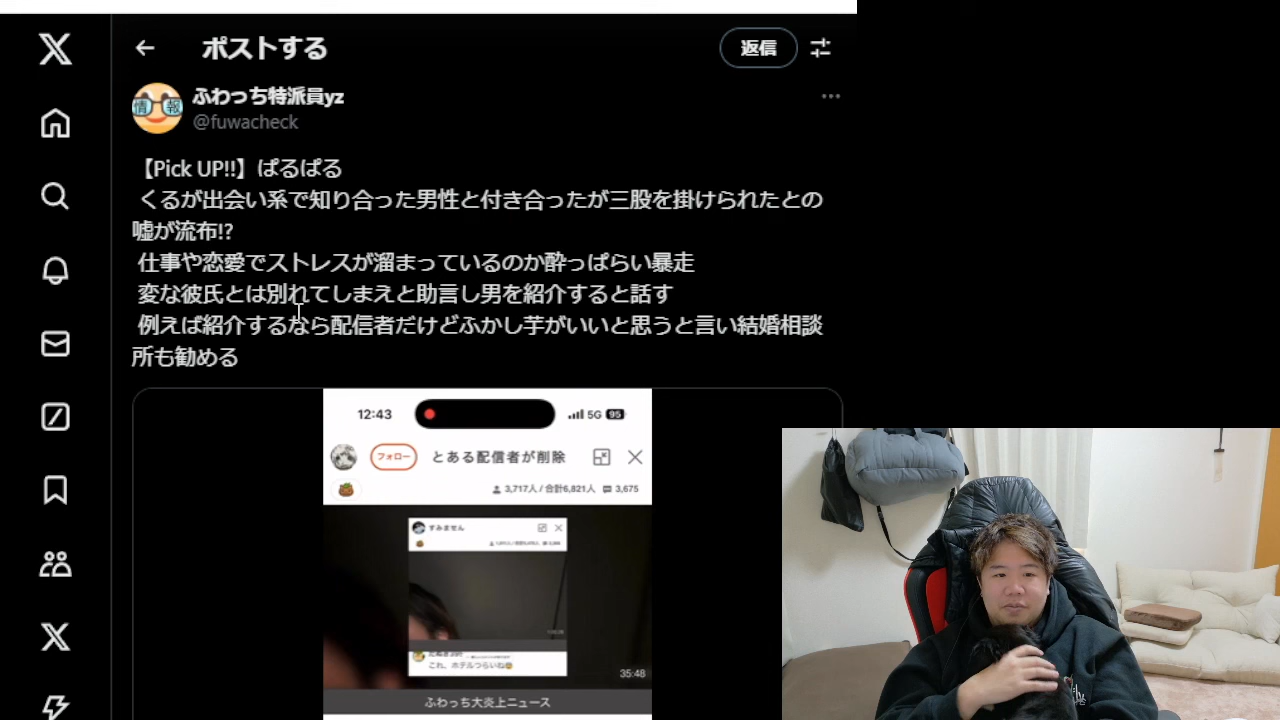 ポストする
返信
情報
ふわっち特派員yz
@fuwacheck
【Pick UP!!】ぱるぱる
くるが出会い系で知り合った男性と付き合ったが三股を掛けられたとの
嘘が流布!?
仕事や恋愛でストレスが溜まっているのか酔っぱらい暴走
変な彼氏とは別れてしまえと助言し男を紹介すると話す
例えば紹介するなら配信者だけどふかし芋がいいと思うと言い結婚相談
所も勧める
12:43
5G 95
フォロー とある配信者が削除
3,717人 / 合計6,821人 3,675
すみません
これ、ホテルつらいね
35:48
ふわっち大炎上ニュース